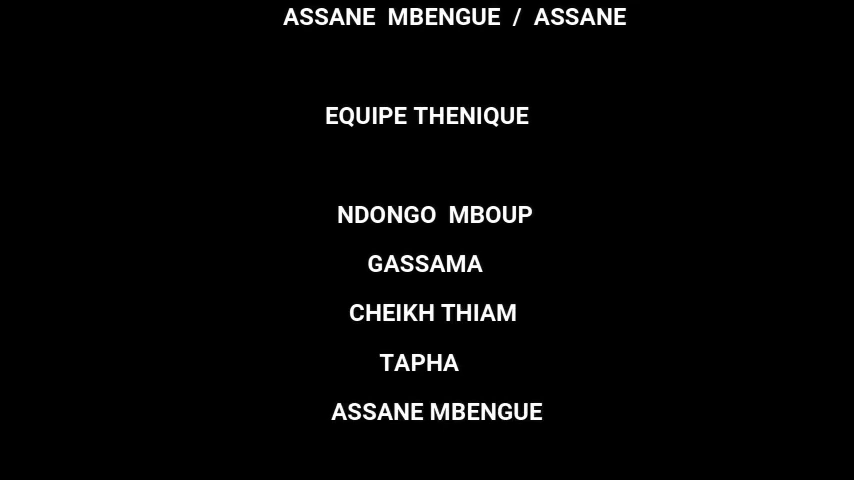 ASSANE MBENGUE / ASSANE
EQUIPE THENIQUE
NDONGO MBOUP
GASSAMA
CHEIKH THIAM
TAPHA
ASSANE MBENGUE